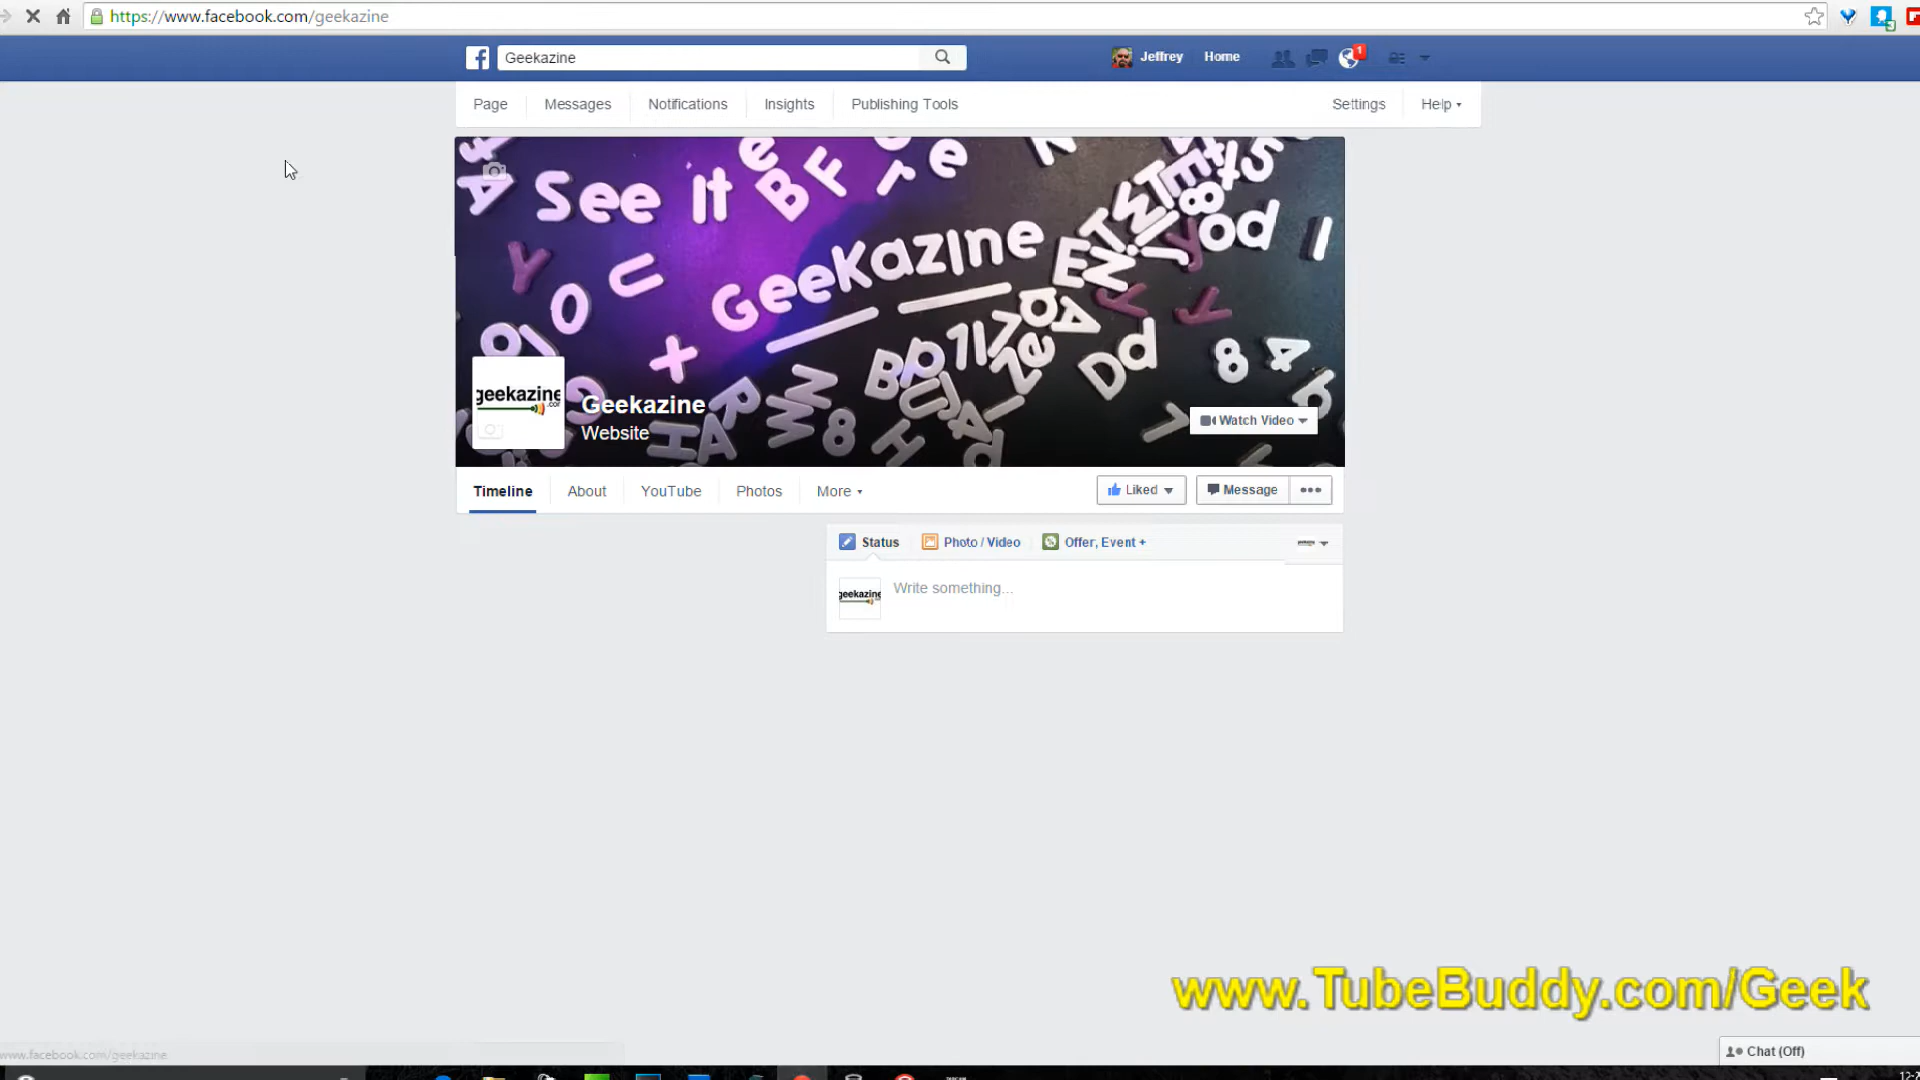 https://www.facebook.com/geekazine
Geekazine
Jeffrey Home 1
Page Messages Notifications Insights Publishing Tools Settings Help
See It
Geekazine
geekazine
Geekazine
Website
Watch Video
Timeline About YouTube Photos More Liked Message
Status Photo / Video Offer, Event +
geekazine
Write something...
www.TubeBuddy.com/Geek
Chat (Off)
www.facebook.com/geekazine